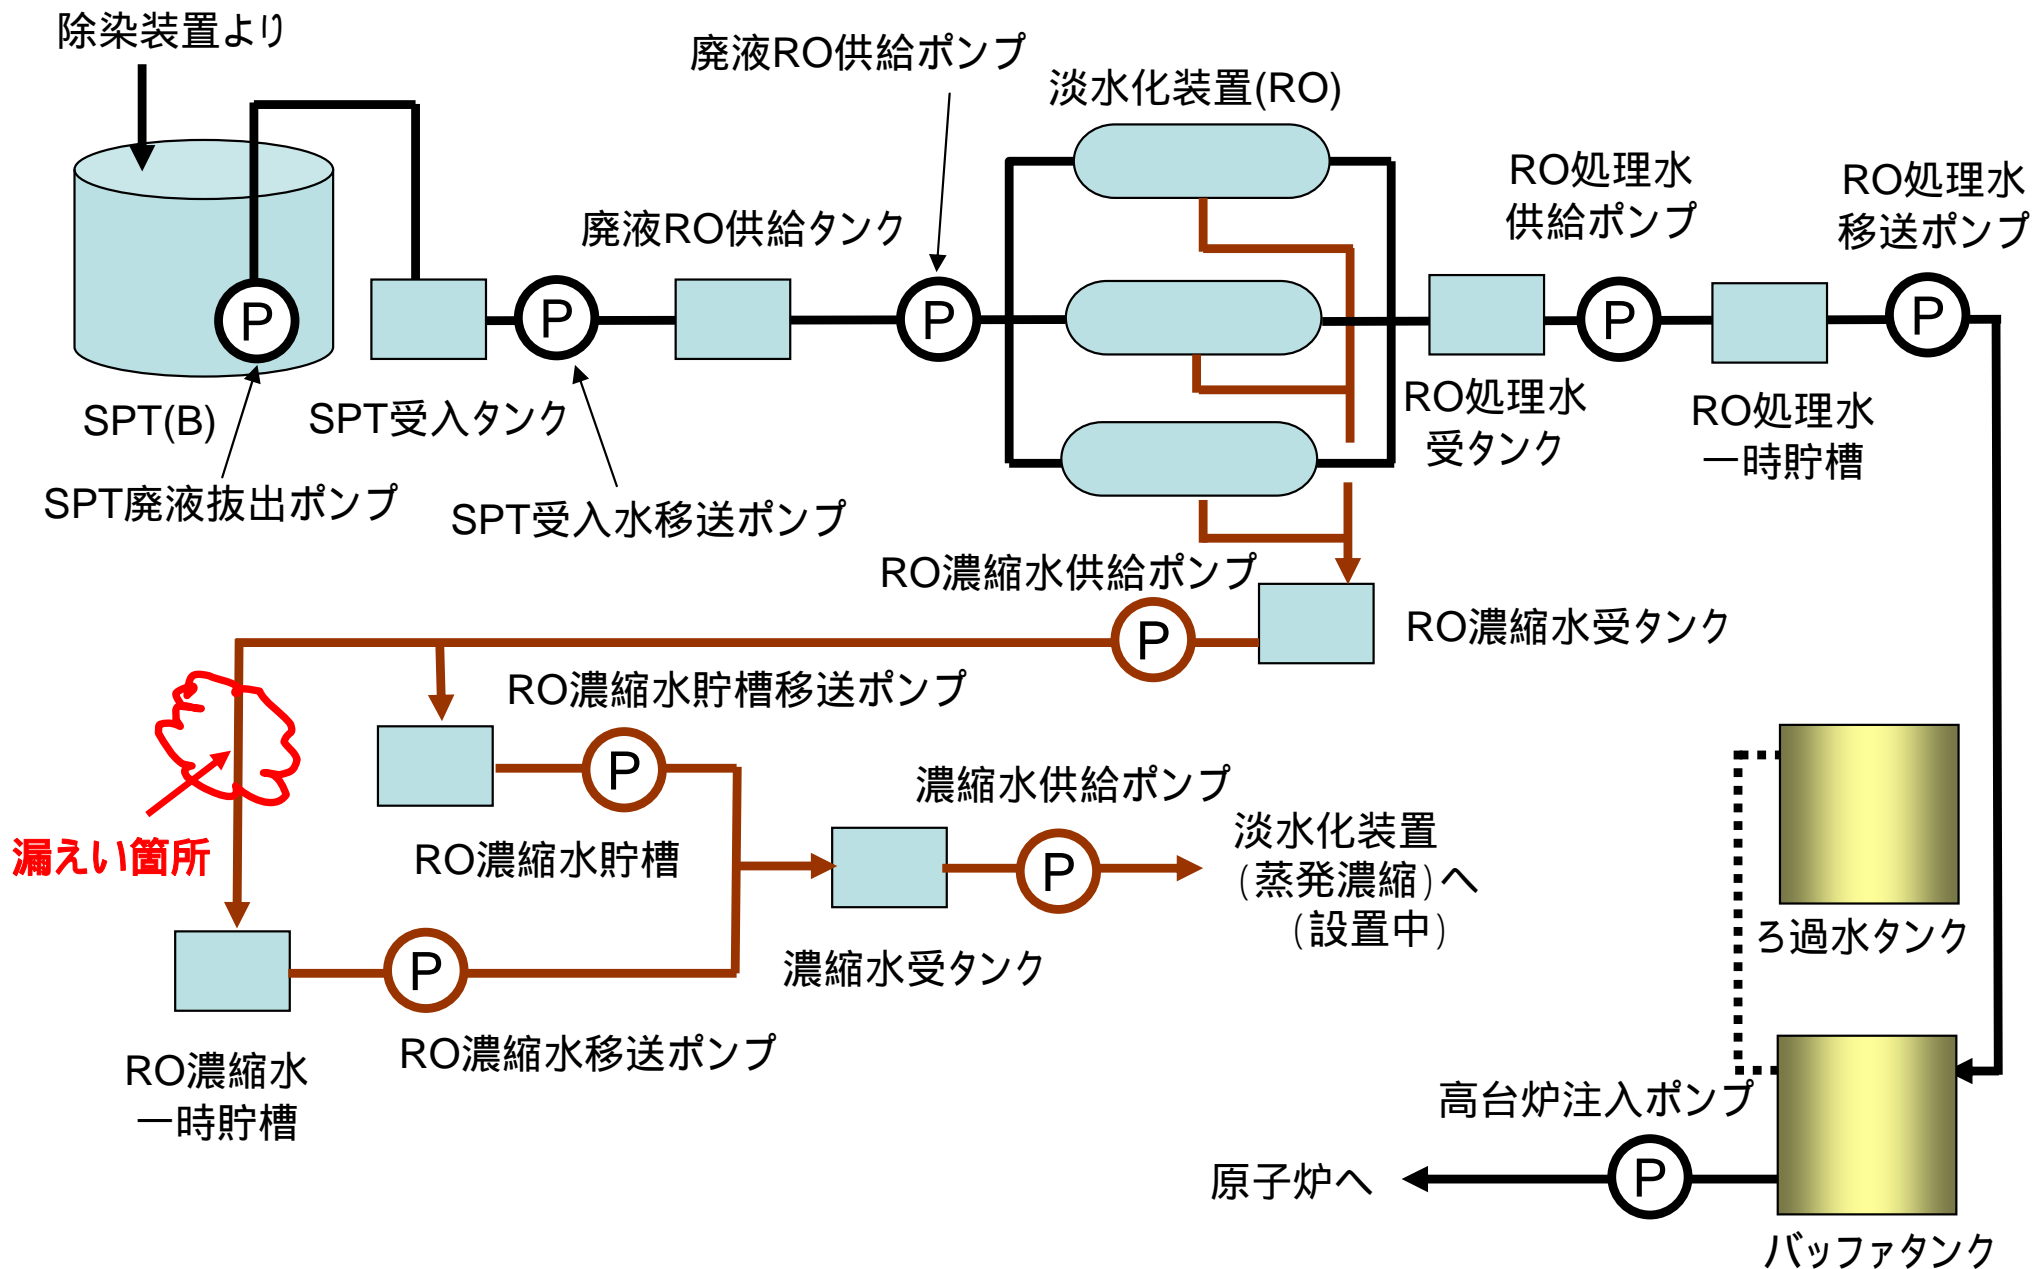 除染装置より
廃液RO供給ポンプ
淡水化装置(RO)
RO処理水
供給ポンプ
RO処理水
移送ポンプ
廃液RO供給タンク
P
P
P
P
P
SPT(B)
SPT受入タンク
RO処理水
受タンク
RO処理水
一時貯槽
SPT廃液抜出ポンプ
SPT受入水移送ポンプ
RO濃縮水供給ポンプ
P
RO濃縮水受タンク
RO濃縮水貯槽移送ポンプ
P
漏えい箇所
RO濃縮水貯槽
濃縮水供給ポンプ
P
淡水化装置
(蒸発濃縮)へ
(設置中)
ろ過水タンク
P
濃縮水受タンク
RO濃縮水
一時貯槽
RO濃縮水移送ポンプ
高台炉注入ポンプ
P
原子炉へ
バッファタンク